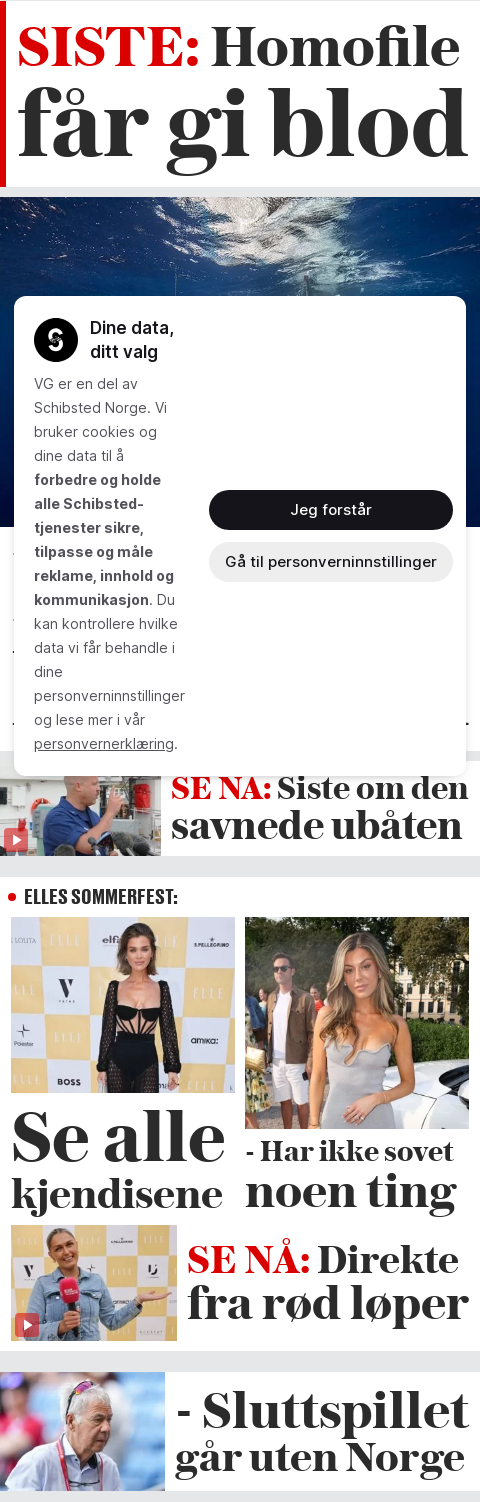 SISTE: Homofile
får gi blod
Dine data,
ditt valg
VG er en del av
Schibsted Norge. Vi
bruker cookies og
dine data til å
forbedre og holde
alle Schibsted-
tjenester sikre,
tilpasse og måle
reklame, innhold og
kommunikasjon. Du
kan kontrollere hvilke
data vi får behandle i
dine
personverninnstillinger
og lese mer i vår
personvernerklæring.
Jeg forstår
Gå til personverninnstillinger
SE NÅ: Siste om den
savnede ubåten
ELLES SOMMERFEST:
S.PELLEGRINO
ELLE
amika:
BOSS
Se alle
kjendisene
- Har ikke sovet
noen ting
SE NÅ: Direkte
fra rød løper
- Sluttspillet
går uten Norge